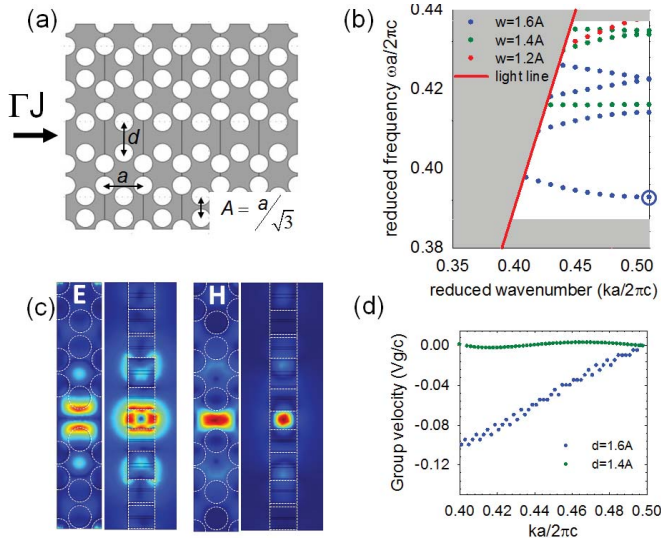 (a)
ΓJ
d
a
A = a/√3
(b)
reduced frequency ωa/2πc
0.44
0.42
0.40
0.38
w=1.6A
w=1.4A
w=1.2A
light line
0.35 0.40 0.45 0.50
reduced wavenumber (ka/2πc)
(c)
E
H
(d)
Group velocity (Vg/c)
0.00
-0.04
-0.08
-0.12
d=1.6A
d=1.4A
0.40 0.42 0.44 0.46 0.48 0.50
ka/2πc